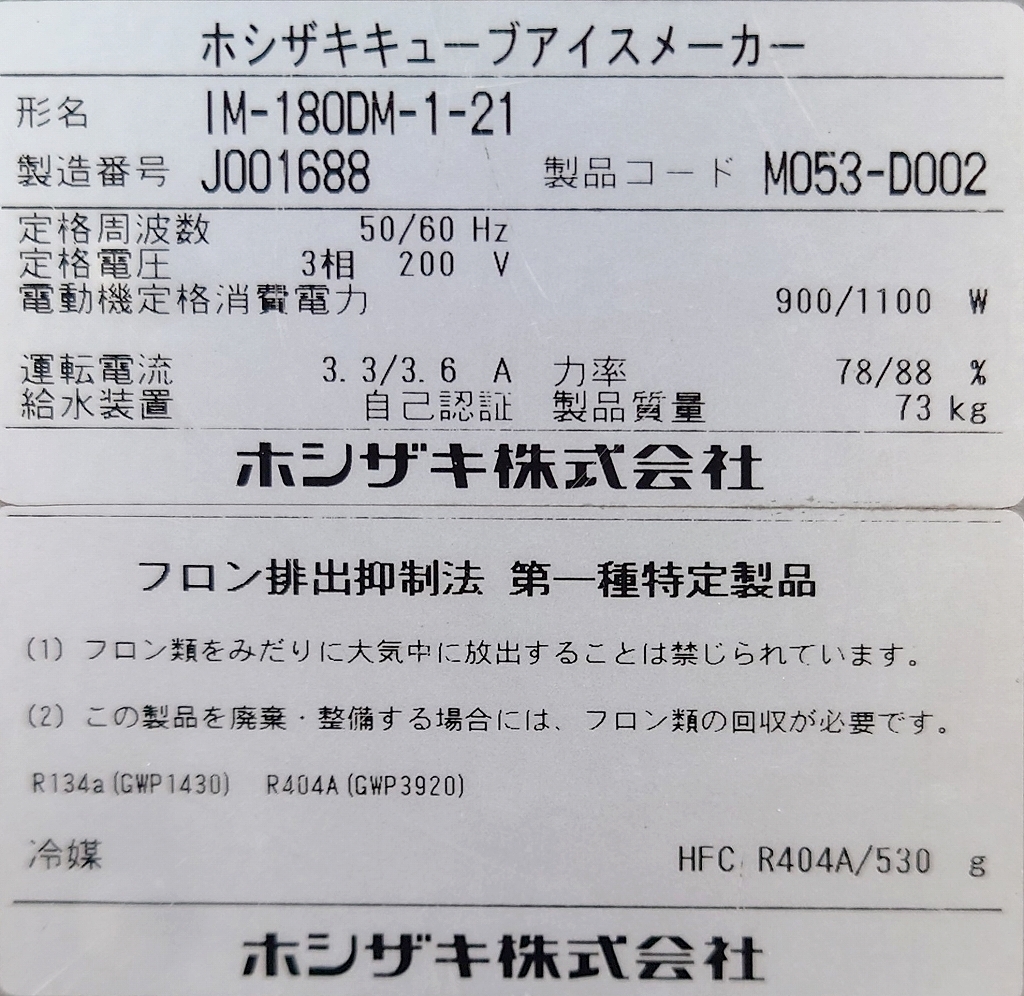 ホシザキキューブアイスメーカー
形名 IM-180DM-1-21
製造番号 J001688 製品コード M053-D002
定格周波数 50/60 Hz
定格電圧 3相 200 V
電動機定格消費電力 900/1100 W
運転電流 3.3/3.6 A 力率 78/88 %
給水装置 自己認証 製品質量 73 kg
ホシザキ株式会社
フロン排出抑制法 第一種特定製品
(1) フロン類をみだりに大気中に放出することは禁じられています。
(2) この製品を廃棄・整備する場合には、フロン類の回収が必要です。
R134a(GWP1430) R404A(GWP3920)
冷媒 HFC R404A/530 g
ホシザキ株式会社